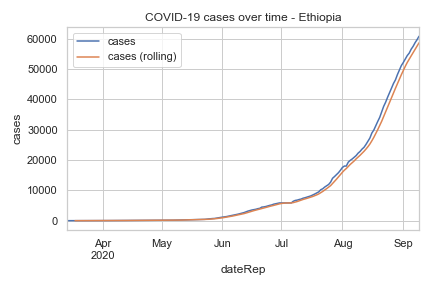 COVID-19 cases over time - Ethiopia
cases
cases (rolling)
60000
50000
40000
30000
20000
10000
0
cases
Apr
2020
May
Jun
Jul
Aug
Sep
dateRep